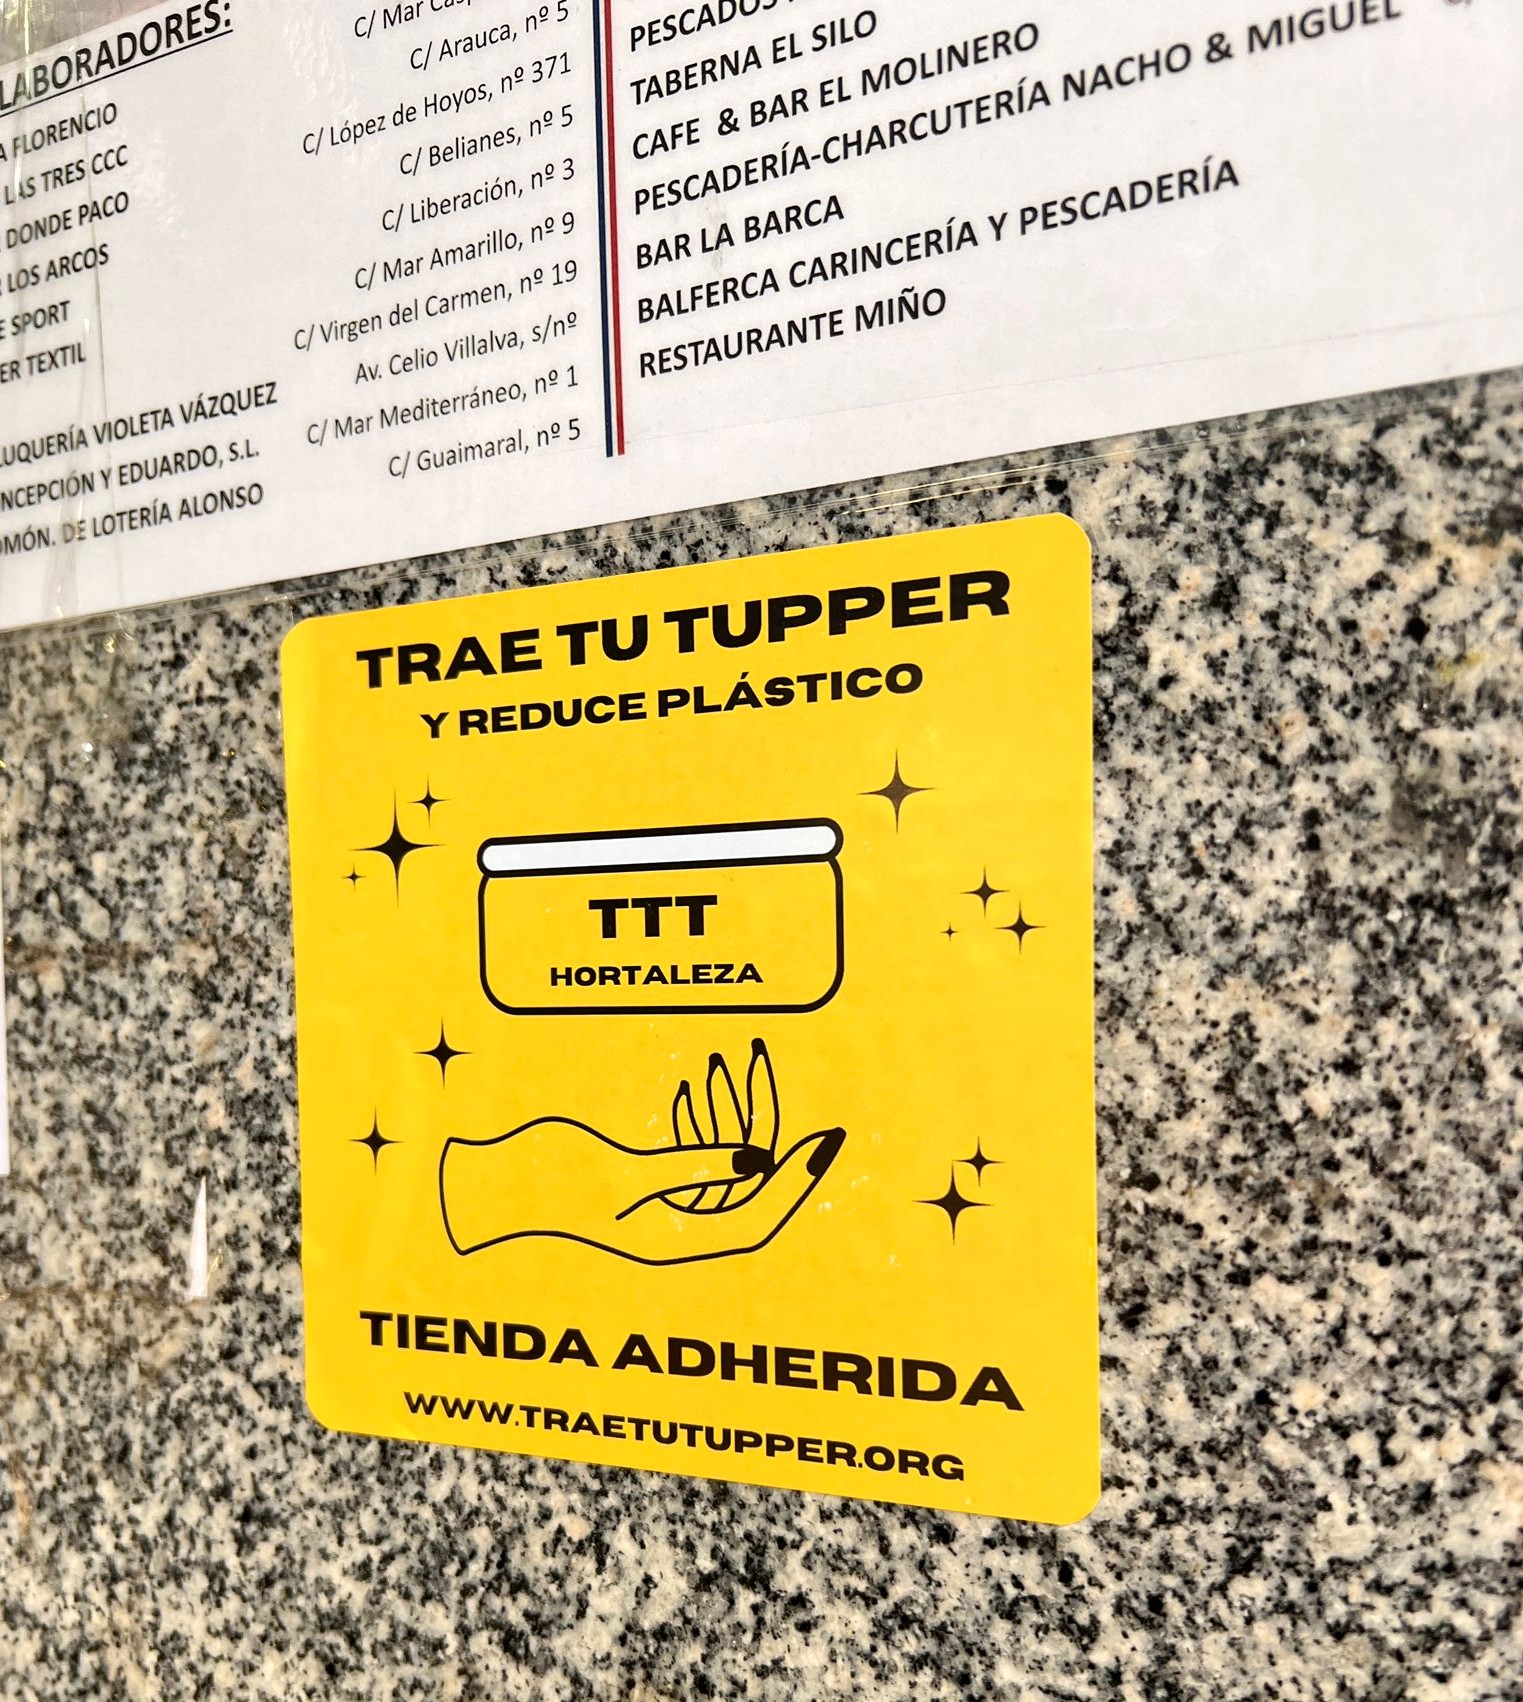 LABORADORES:
FLORENCIO
LAS TRES CCC
DONDE PACO
LOS ARCOS
SPORT
TEXTIL
VIOLETA VÁZQUEZ
Y EDUARDO, S.L.
DE LOTERÍA ALONSO
C/ Mar
C/ Arauca, nº 5
C/ López de Hoyos, nº 371
C/ Belianes, nº 5
C/ Liberación, nº 3
C/ Mar Amarillo, nº 9
C/ Virgen del Carmen, nº 19
Av. Celio Villalva, s/nº
C/ Mar Mediterráneo, nº 1
C/ Guaimaral, nº 5
PESCADOS
TABERNA EL SILO
CAFE & BAR EL MOLINERO
PESCADERÍA-CHARCUTERÍA NACHO & MIGUEL
BAR LA BARCA
BALFERCA CARINCERÍA Y PESCADERÍA
RESTAURANTE MIÑO
TRAE TU TUPPER
Y REDUCE PLÁSTICO
TTT
HORTALEZA
TIENDA ADHERIDA
WWW.TRAETUTUPPER.ORG